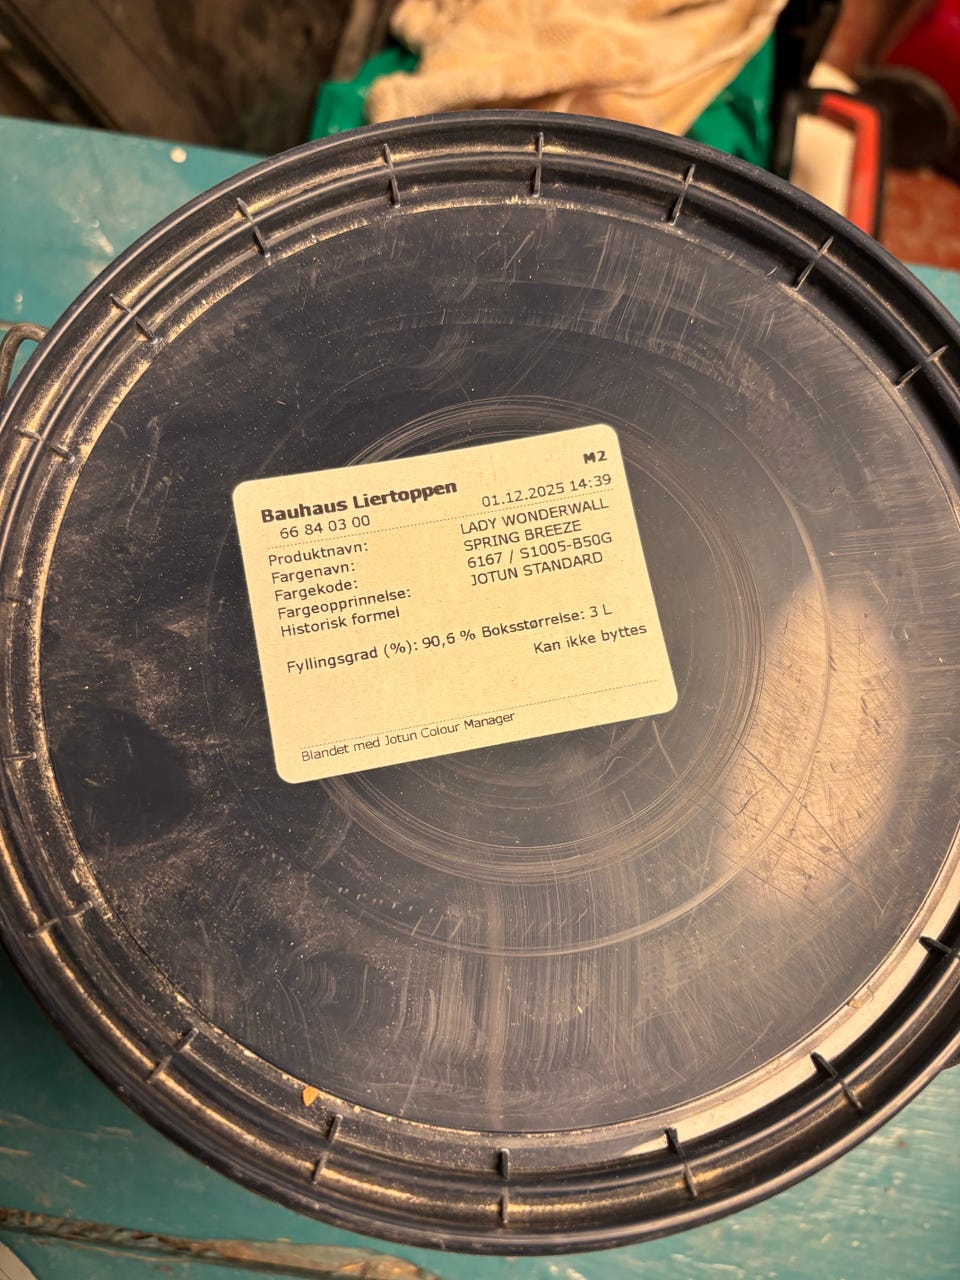 M2
Bauhaus Liertoppen
66 84 03 00 01.12.2025 14:39
Produktnavn: LADY WONDERWALL
Fargenavn: SPRING BREEZE
Fargekode: 6167 / S1005-B50G
Fargeopprinnelse: JOTUN STANDARD
Historisk formel
Fyllingsgrad (%): 90,6 % Boksstørrelse: 3 L
Kan ikke byttes
Blandet med Jotun Colour Manager